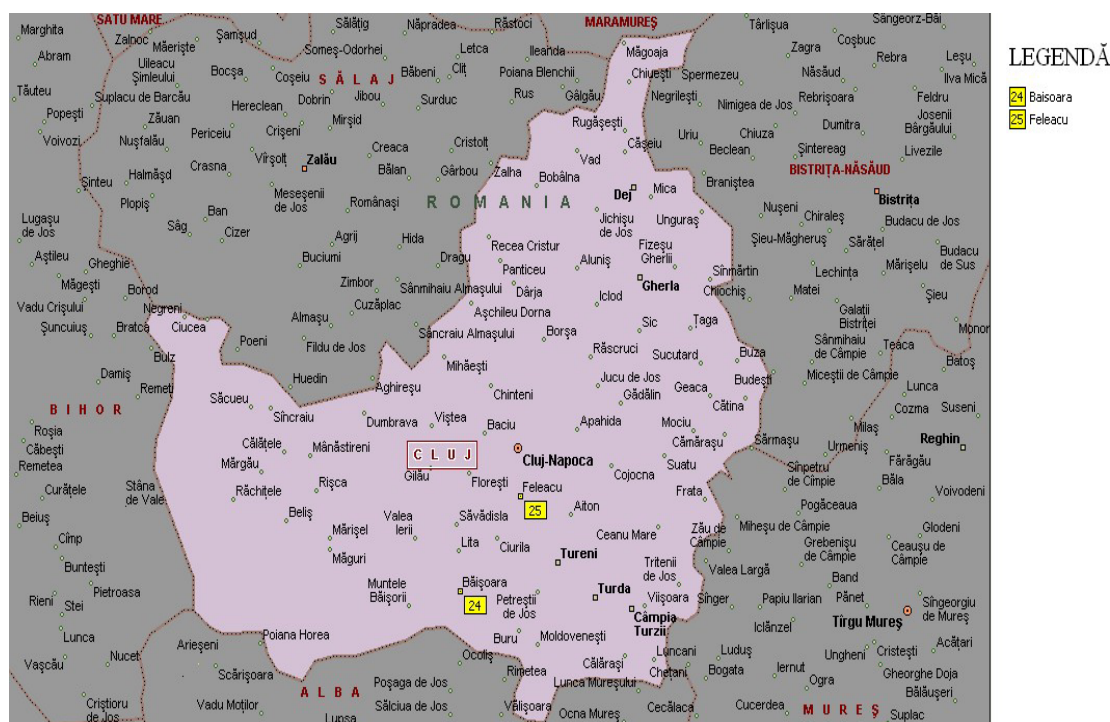 SATU MARE
MARAMUREŞ
Marghita
Zalnoc
Şamşud
Sălăţig
Năpradea
Răstoci
Târlişua
Sângeorz-Băi
Măerişte
Coşbuc
Abram
Uileacu
Şimleului
Someş-Odorhei
Letca
Ileanda
Măgoaja
Zagra
Rebra
Leşu
Bocşa
Coşeiu
S Ă L A J
Băbeni
Cliţ
Poiana Blenchii
Chiueşti
Spermezeu
Năsăud
Ilva Mică
Tăuteu
Suplacu de Barcău
Dobrin
Jibou
Surduc
Rus
Gâlgău
Negrileşti
Rebrişoara
Feldru
Hereclean
Nimigea de Jos
Popeşti
Zăuan
Periceiu
Crişeni
Mirşid
Rugăşeşti
Josenii
Bârgăului
Voivozi
Nuşfalău
Uriu
Chiuza
Dumitra
Crasna
Vîrşolţ
Zalău
Creaca
Cristolţ
Căşeiu
Beclean
Şintereag
Livezile
Vad
Bălan
Gârbou
Zalha
BISTRIŢA-NĂSĂUD
Şinteu
Halmăşd
Bobâlna
Braniştea
Plopiş
Meseşenii
de Jos
Românaşi
R O M A N I A
Dej
Mica
Bistriţa
Lugaşu
de Jos
Ban
Jichişu
de Jos
Unguraş
Nuşeni
Chiraleş
Budacu de Jos
Sâg
Cizer
Agrij
Hida
Recea Cristur
Şieu-Măgheruş
Sărăţel
Aştileu
Gheghie
Buciumi
Dragu
Panticeu
Aluniş
Fizeşu
Gherlii
Sînmărtin
Lechinţa
Mărişelu
Budacu
de Sus
Măgeşti
Borod
Zimbor
Sânmihaiu Almaşului
Dârja
Gherla
Chiochiş
Matei
Şieu
Vadu Crişului
Negreni
Cuzăplac
Iclod
Galatii
Bistriţei
Şuncuiuş
Bratca
Ciucea
Almaşu
Aşchileu Dorna
Sic
Taga
Monor
Poeni
Fildu de Jos
Sâncraiu Almaşului
Borşa
Sânmihaiu
de Câmpie
Teaca
Bulz
Răscruci
Sucutard
Buza
Batoş
Damiş
Remeţi
Huedin
Mihăeşti
Jucu de Jos
Budeşti
Miceştii de Câmpie
Lunca
B I H O R
Săcueu
Aghireşu
Chinteni
Gădălin
Geaca
Cătina
Cozma
Suseni
Roşia
Sîncraiu
Dumbrava
Viştea
Baciu
Apahida
Mociu
Milaş
Căbeşti
Călăţele
Mănăstireni
C L U J
Cluj-Napoca
Cămăraşu
Sărmaşu
Urmeniş
Reghin
Remetea
Mărgău
Gilău
Floreşti
Cojocna
Suatu
Sînpetru
de Cîmpie
Fărăgău
Curăţele
Stâna
de Vale
Răchiţele
Rişca
Feleacu
Frata
Băla
Voivodeni
Beiuş
Beliş
25
Aiton
Pogăceaua
Mărişel
Valea
Ierii
Săvădisla
Ceanu Mare
Zău de
Câmpie
Miheşu de Câmpie
Glodeni
Cîmp
Lita
Ciurila
Grebenişu
de Câmpie
Ceauşu de
Câmpie
Bunteşti
Măguri
Tureni
Tritenii
de Jos
Valea Largă
Rieni
Pietroasa
Muntele
Băişorii
Băişoara
Band
Stei
24
Petreştii
de Jos
Turda
Viişoara
Sînger
Papiu Ilarian
Pănet
Sîngeorgiu
de Mureş
Câmpia
Turzii
Iclănzel
Tîrgu Mureş
Lunca
Arieşeni
Poiana Horea
Buru
Moldoveneşti
Vaşcău
Nucet
Ocoliş
Luncani
Luduş
Ungheni
Cristeşti
Acăţari
Scărişoara
Rimetea
Călăraşi
Chetani
Bogata
Iernut
Gheorghe Doja
A L B A
Poşaga de Jos
Lunca Mureşului
Ogra
Bălăuşeri
Cristioru
de Jos
Vadu Moţilor
Sălciua de Jos
Vălişoara
Ocna Mureş
Cecălaca
Cucerdea
M U R E Ş
Suplac
Lupsa
LEGENDĂ
24 Baisoara
25 Feleacu